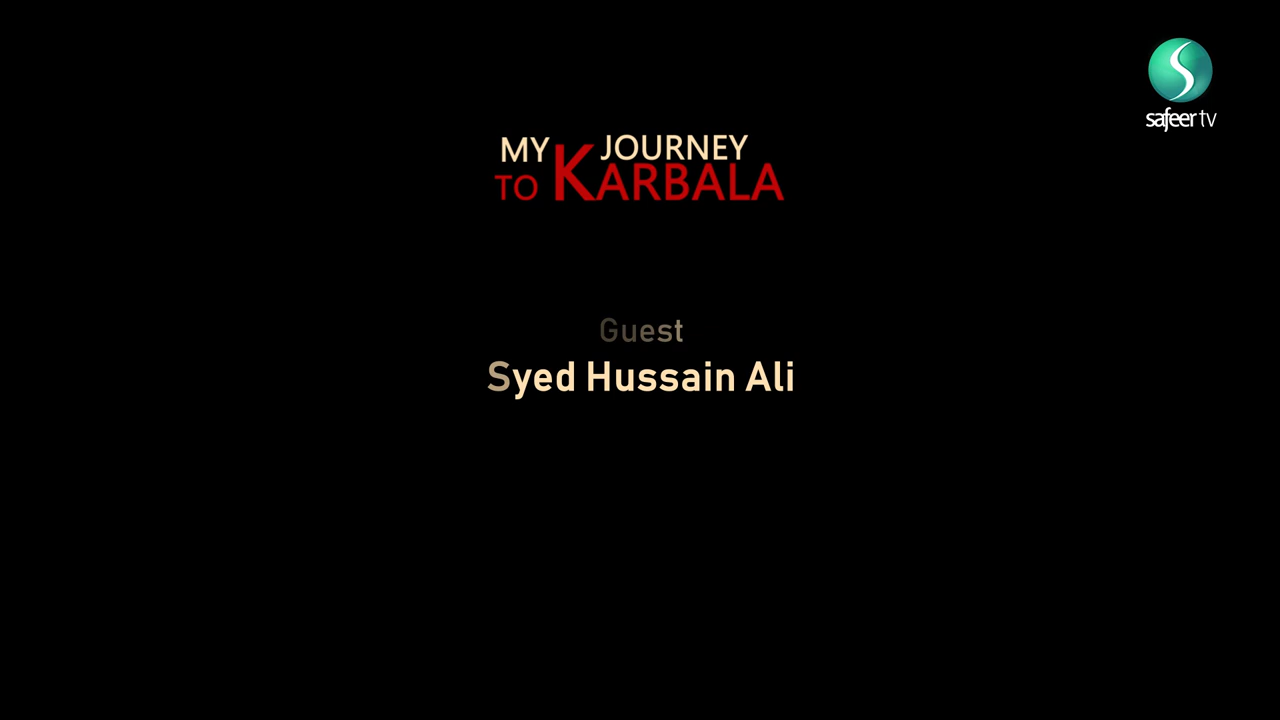 MY JOURNEY
TO KARBALA
Guest
Syed Hussain Ali
safeer tv